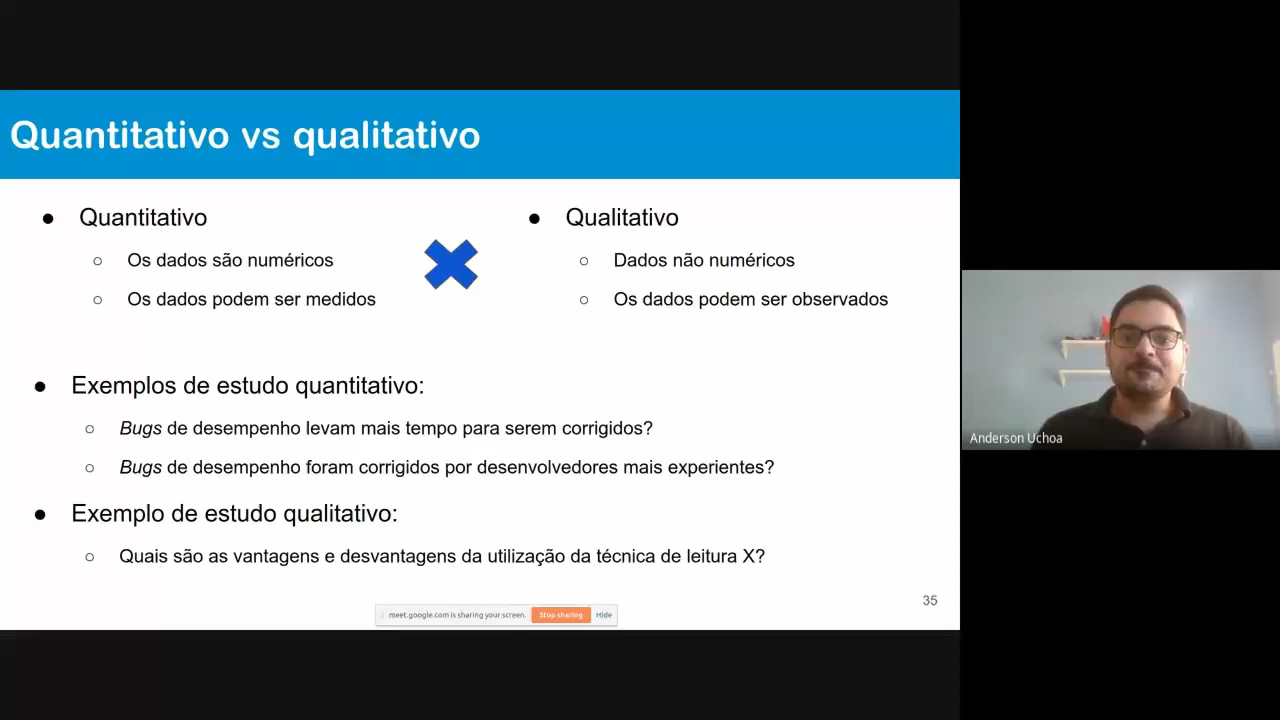 Quantitativo vs qualitativo
● Quantitativo
○ Os dados são numéricos
○ Os dados podem ser medidos
● Qualitativo
○ Dados não numéricos
○ Os dados podem ser observados
● Exemplos de estudo quantitativo:
○ Bugs de desempenho levam mais tempo para serem corrigidos?
○ Bugs de desempenho foram corrigidos por desenvolvedores mais experientes?
● Exemplo de estudo qualitativo:
○ Quais são as vantagens e desvantagens da utilização da técnica de leitura X?
35
meet.google.com is sharing your screen. Stop sharing Hide
Anderson Uchoa